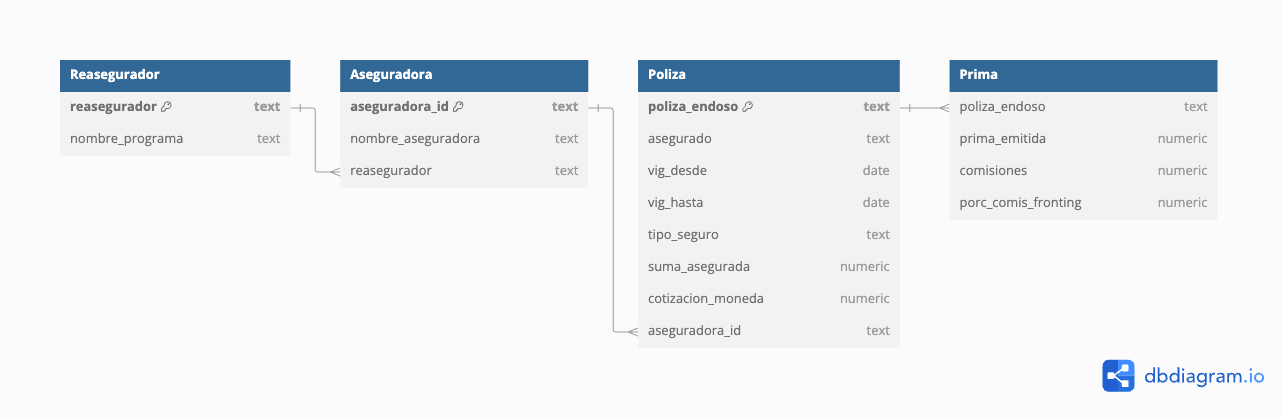 Reasegurador
reasegurador text
nombre_programa text
Aseguradora
aseguradora_id text
nombre_aseguradora text
reasegurador text
Poliza
poliza_endoso text
asegurado text
vig_desde date
vig_hasta date
tipo_seguro text
suma_asegurada numeric
cotizacion_moneda numeric
aseguradora_id text
Prima
poliza_endoso text
prima_emitida numeric
comisiones numeric
porc_comis_fronting numeric
dbdiagram.io